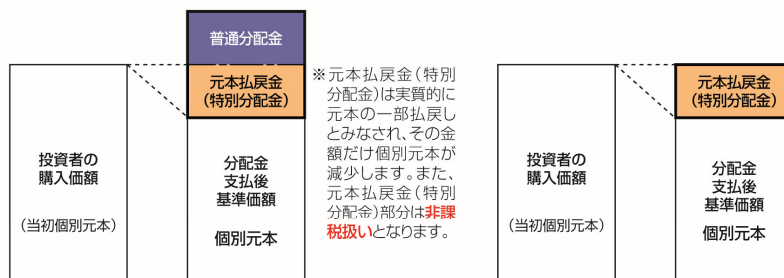 普通分配金
元本払戻金
(特別分配金)
投資者の
購入価額
(当初個別元本)
分配金
支払後
基準価額
個別元本
※元本払戻金(特別
分配金)は実質的に
元本の一部払戻し
とみなされ、その金
額だけ個別元本が
減少します。また、
元本払戻金(特別
分配金)部分は非課
税扱いとなります。
元本払戻金
(特別分配金)
投資者の
購入価額
(当初個別元本)
分配金
支払後
基準価額
個別元本